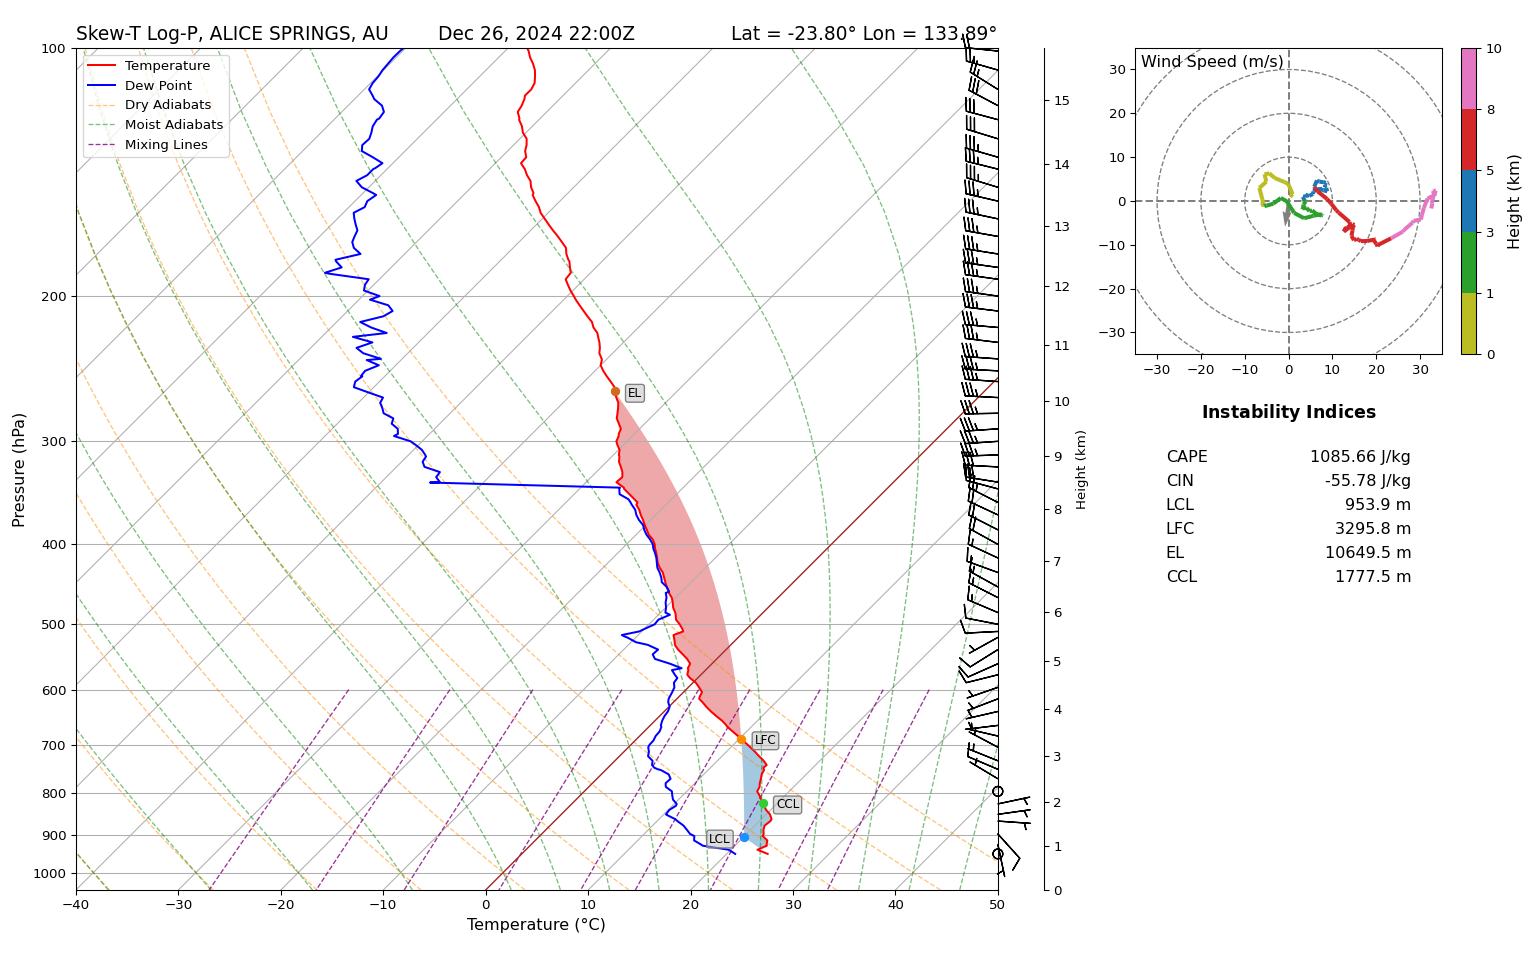 Skew-T Log-P, ALICE SPRINGS, AU Dec 26, 2024 22:00Z Lat = -23.80° Lon = 133.89°
Temperature
Dew Point
Dry Adiabats
Moist Adiabats
Mixing Lines
100
200
300
400
500
600
700
800
900
1000
Pressure (hPa)
−40 −30 −20 −10 0 10 20 30 40 50
Temperature (°C)
EL
LFC
CCL
LCL
15
14
13
12
11
10
9
8
7
6
5
4
3
2
1
0
Height (km)
Wind Speed (m/s)
30
20
10
0
−10
−20
−30
−30 −20 −10 0 10 20 30
10
8
5
3
1
0
Height (km)
Instability Indices
CAPE 1085.66 J/kg
CIN -55.78 J/kg
LCL 953.9 m
LFC 3295.8 m
EL 10649.5 m
CCL 1777.5 m